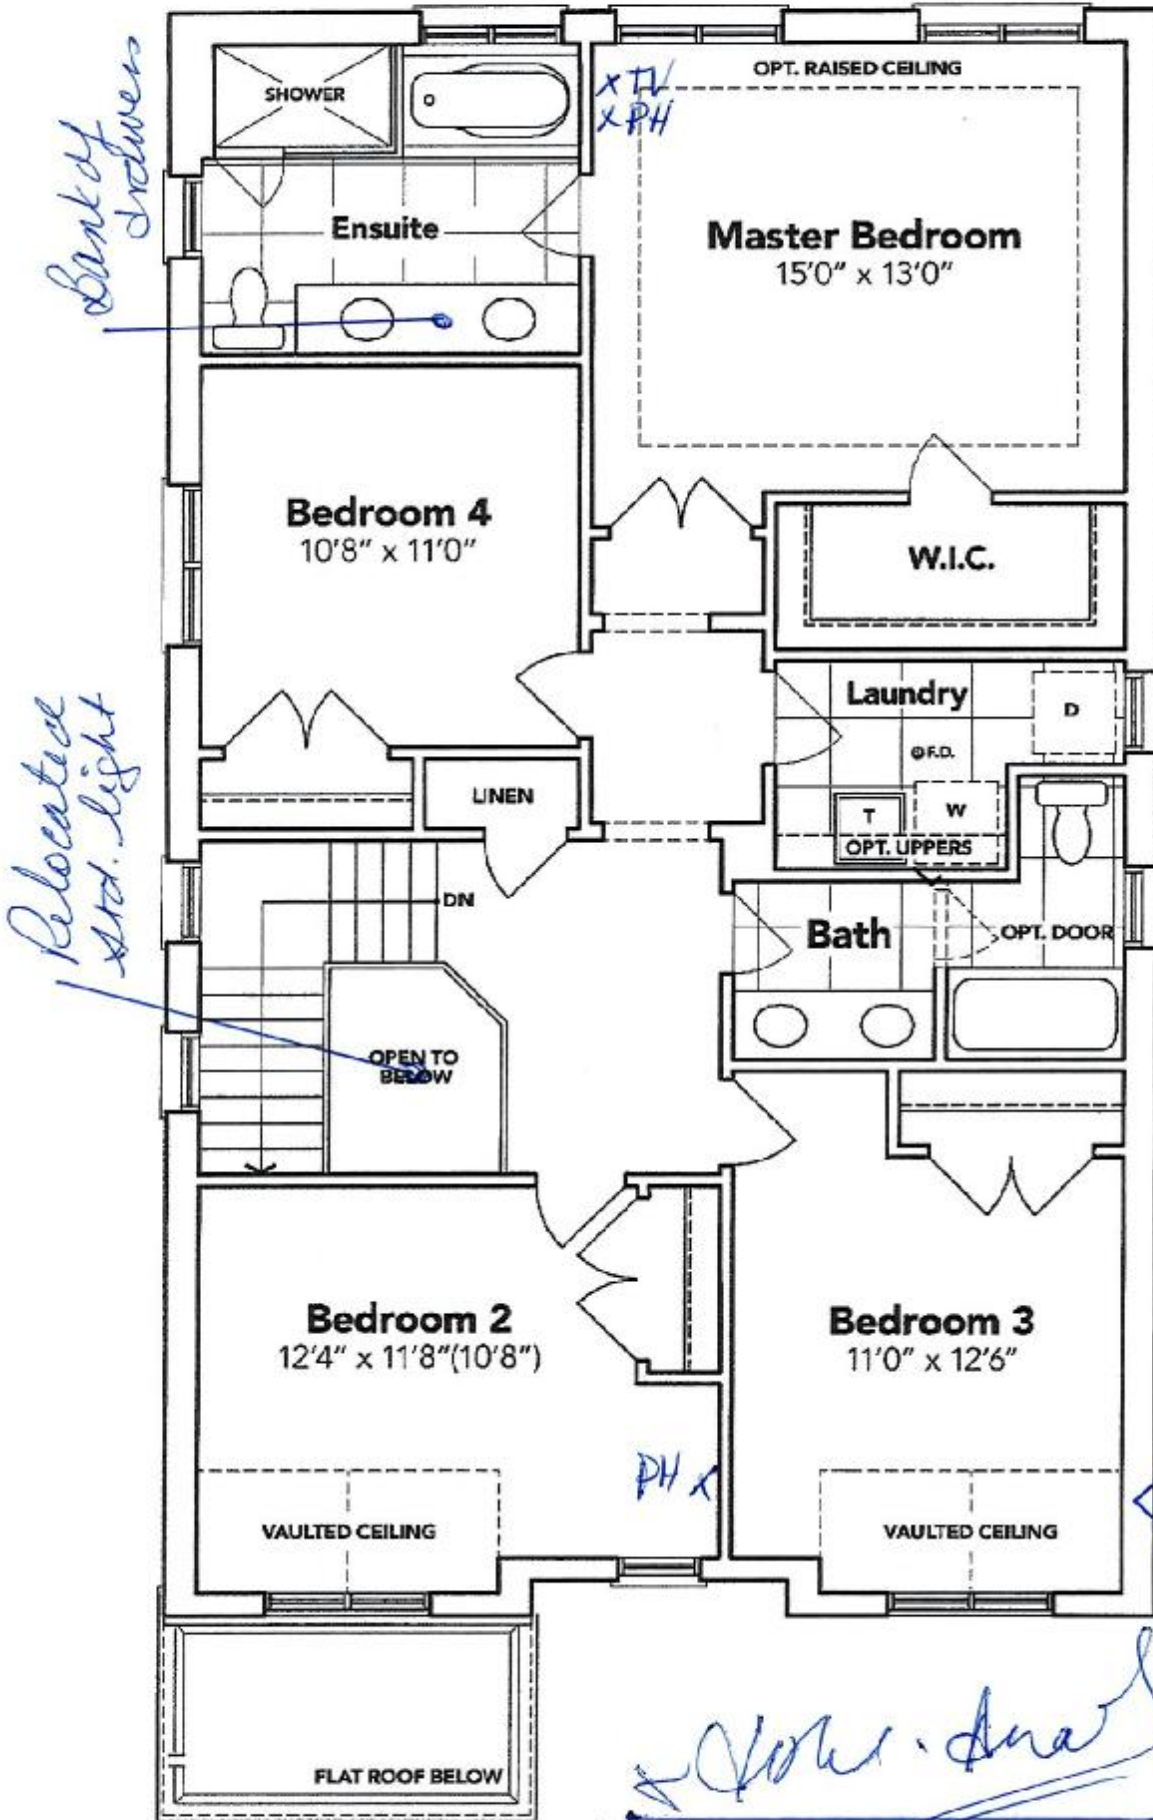 OPT. RAISED CEILING
SHOWER
x TV
x PH
Bank of
drawers
Ensuite
Master Bedroom
15'0" x 13'0"
Bedroom 4
10'8" x 11'0"
W.I.C.
Laundry
D
F.D.
Relocated
std. light
LINEN
T
W
OPT. UPPERS
DN
Bath
OPT. DOOR
OPEN TO
BELOW
Bedroom 2
12'4" x 11'8"(10'8")
Bedroom 3
11'0" x 12'6"
PH x
VAULTED CEILING
VAULTED CEILING
FLAT ROOF BELOW